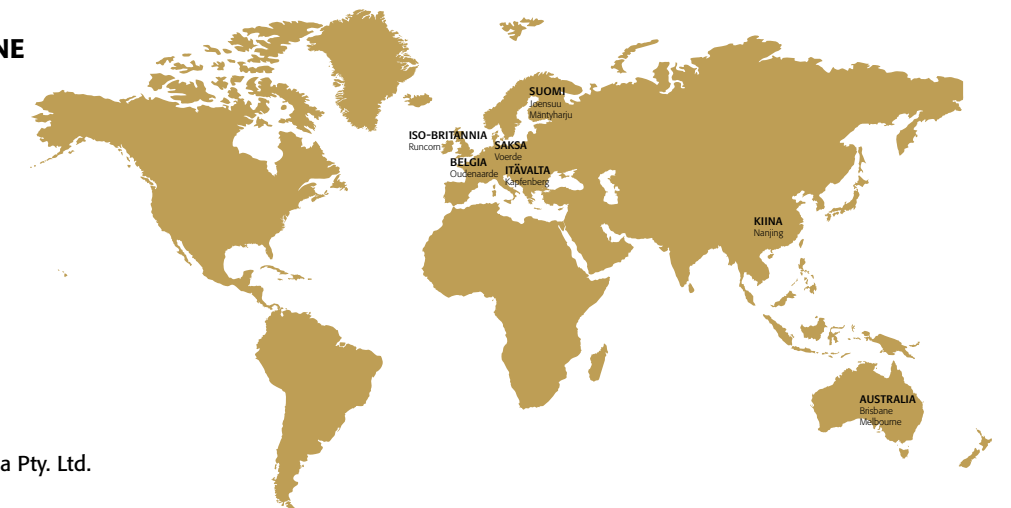 NE
SUOMI
Joensuu
Mäntyharju
ISO-BRITANNIA
Runcorn
SAKSA
Voerde
BELGIA
Oudenaarde
ITÄVALTA
Kapfenberg
KIINA
Nanjing
AUSTRALIA
Brisbane
Melbourne
a Pty. Ltd.